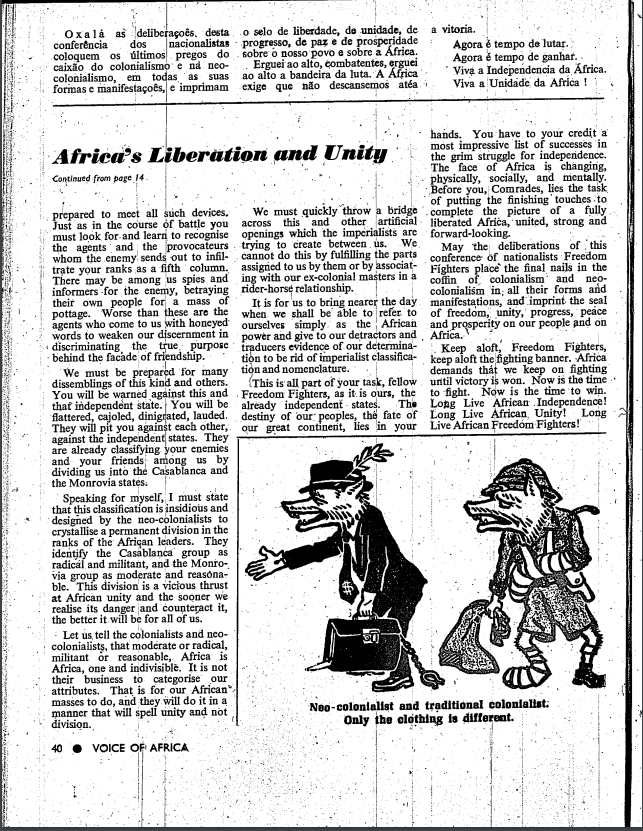 Oxalá as deliberações, desta
conferência dos nacionalistas
coloquem os últimos pregos do
caixão do colonialismo e na neo-
colonialismo, em todas as suas
formas e manifestações, e imprimam
o selo de liberdade, de unidade, de
progresso, de paz e de prosperidade
sobre o nosso povo e sobre a África.
Erguei ao alto, combatentes, erguei
ao alto a bandeira da luta. A África
exige que não descansemos atéa
a vitoria.
Agora é tempo de lutar.
Agora é tempo de ganhar.
Viva a Independencia da África.
Viva a Unidade da Africa !
Africa's Liberation and Unity
Continued from page 14
prepared to meet all such devices.
Just as in the course of battle you
must look for and learn to recognise
the agents and the provocateurs
whom the enemy sends out to infil-
trate your ranks as a fifth column.
There may be among us spies and
informers for the enemy, betraying
their own people for a mass of
pottage. Worse than these are the
agents who come to us with honeyed
words to weaken our discernment in
discriminating the true purpose
behind the facade of friendship.
We must be prepared for many
dissemblings of this kind and others.
You will be warned against this and
that independent state. You will be
flattered, cajoled, dinigrated, lauded.
They will pit you against each other,
against the independent states. They
are already classifying your enemies
and your friends among us by
dividing us into the Casablanca and
the Monrovia states.
Speaking for myself, I must state
that this classification is insidious and
designed by the neo-colonialists to
crystallise a permanent division in the
ranks of the African leaders. They
identify the Casablanca group as
radical and militant, and the Monro-
via group as moderate and reasona-
ble. This division is a vicious thrust
at African unity and the sooner we
realise its danger and counteract it,
the better it will be for all of us.
Let us tell the colonialists and neo-
colonialists, that moderate or radical,
militant or reasonable, Africa is
Africa, one and indivisible. It is not
their business to categorise our
attributes. That is for our African
masses to do, and they will do it in a
manner that will spell unity and not
division.
We must quickly throw a bridge
across this and other artificial
openings which the imperialists are
trying to create between us. We
cannot do this by fulfilling the parts
assigned to us by them or by associat-
ing with our ex-colonial masters in a
rider-horse relationship.
It is for us to bring nearer the day
when we shall be able to refer to
ourselves simply as the African
power and give to our detractors and
traducers evidence of our determina-
tion to be rid of imperialist classifica-
tion and nomenclature.
This is all part of your task, fellow
Freedom Fighters, as it is ours, the
already independent states. The
destiny of our peoples, the fate of
our great continent, lies in your
hands. You have to your credit a
most impressive list of successes in
the grim struggle for independence.
The face of Africa is changing,
physically, socially, and mentally.
Before you, Comrades, lies the task
of putting the finishing touches to
complete the picture of a fully
liberated Africa, united, strong and
forward-looking.
May the deliberations of this
conference of nationalists Freedom
Fighters place the final nails in the
coffin of colonialism and neo-
colonialism in all their forms and
manifestations, and imprint the seal
of freedom, unity, progress, peace
and prosperity on our people and on
Africa.
Keep aloft, Freedom Fighters,
keep aloft the fighting banner. Africa
demands that we keep on fighting
until victory is won. Now is the time
to fight. Now is the time to win.
Long Live African Independence!
Long Live African Unity! Long
Live African Freedom Fighters!
Neo-colonialist and traditional colonialist.
Only the clothing is different.
40 ● VOICE OF AFRICA